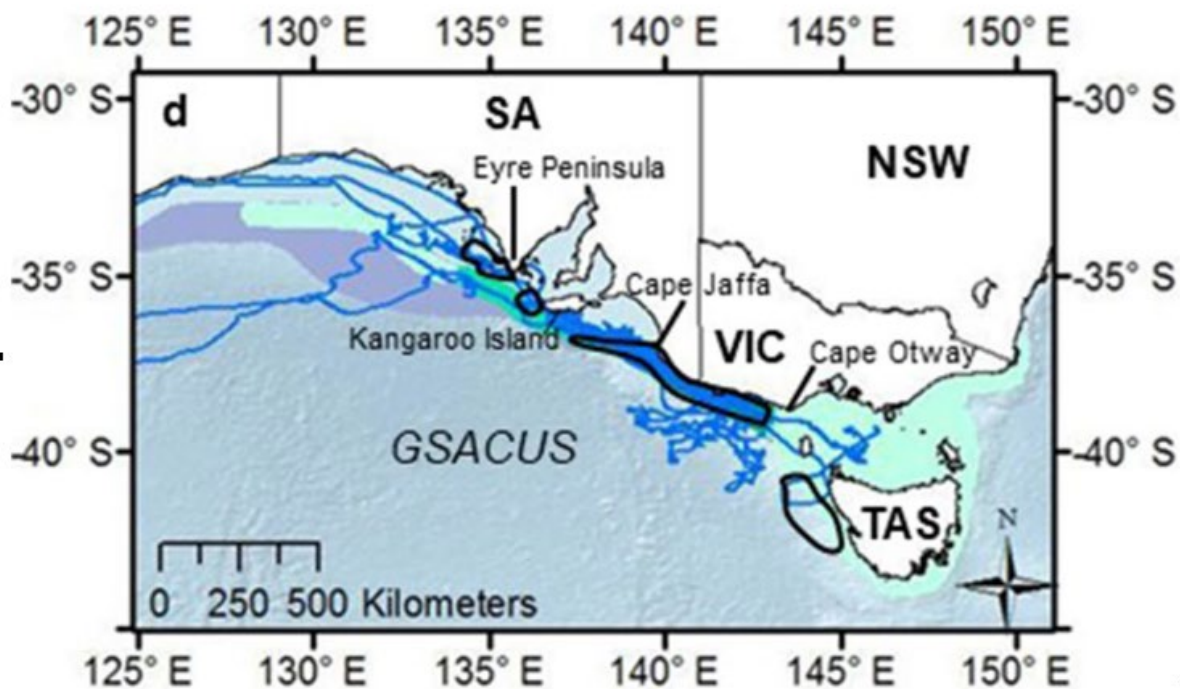 125° E 130° E 135° E 140° E 145° E 150° E
-30° S -30° S
d SA
Eyre Peninsula NSW
-35° S -35° S
Cape Jaffa
Kangaroo Island VIC Cape Otway
GSACUS
-40° S -40° S
TAS N
0 250 500 Kilometers
125° E 130° E 135° E 140° E 145° E 150° E